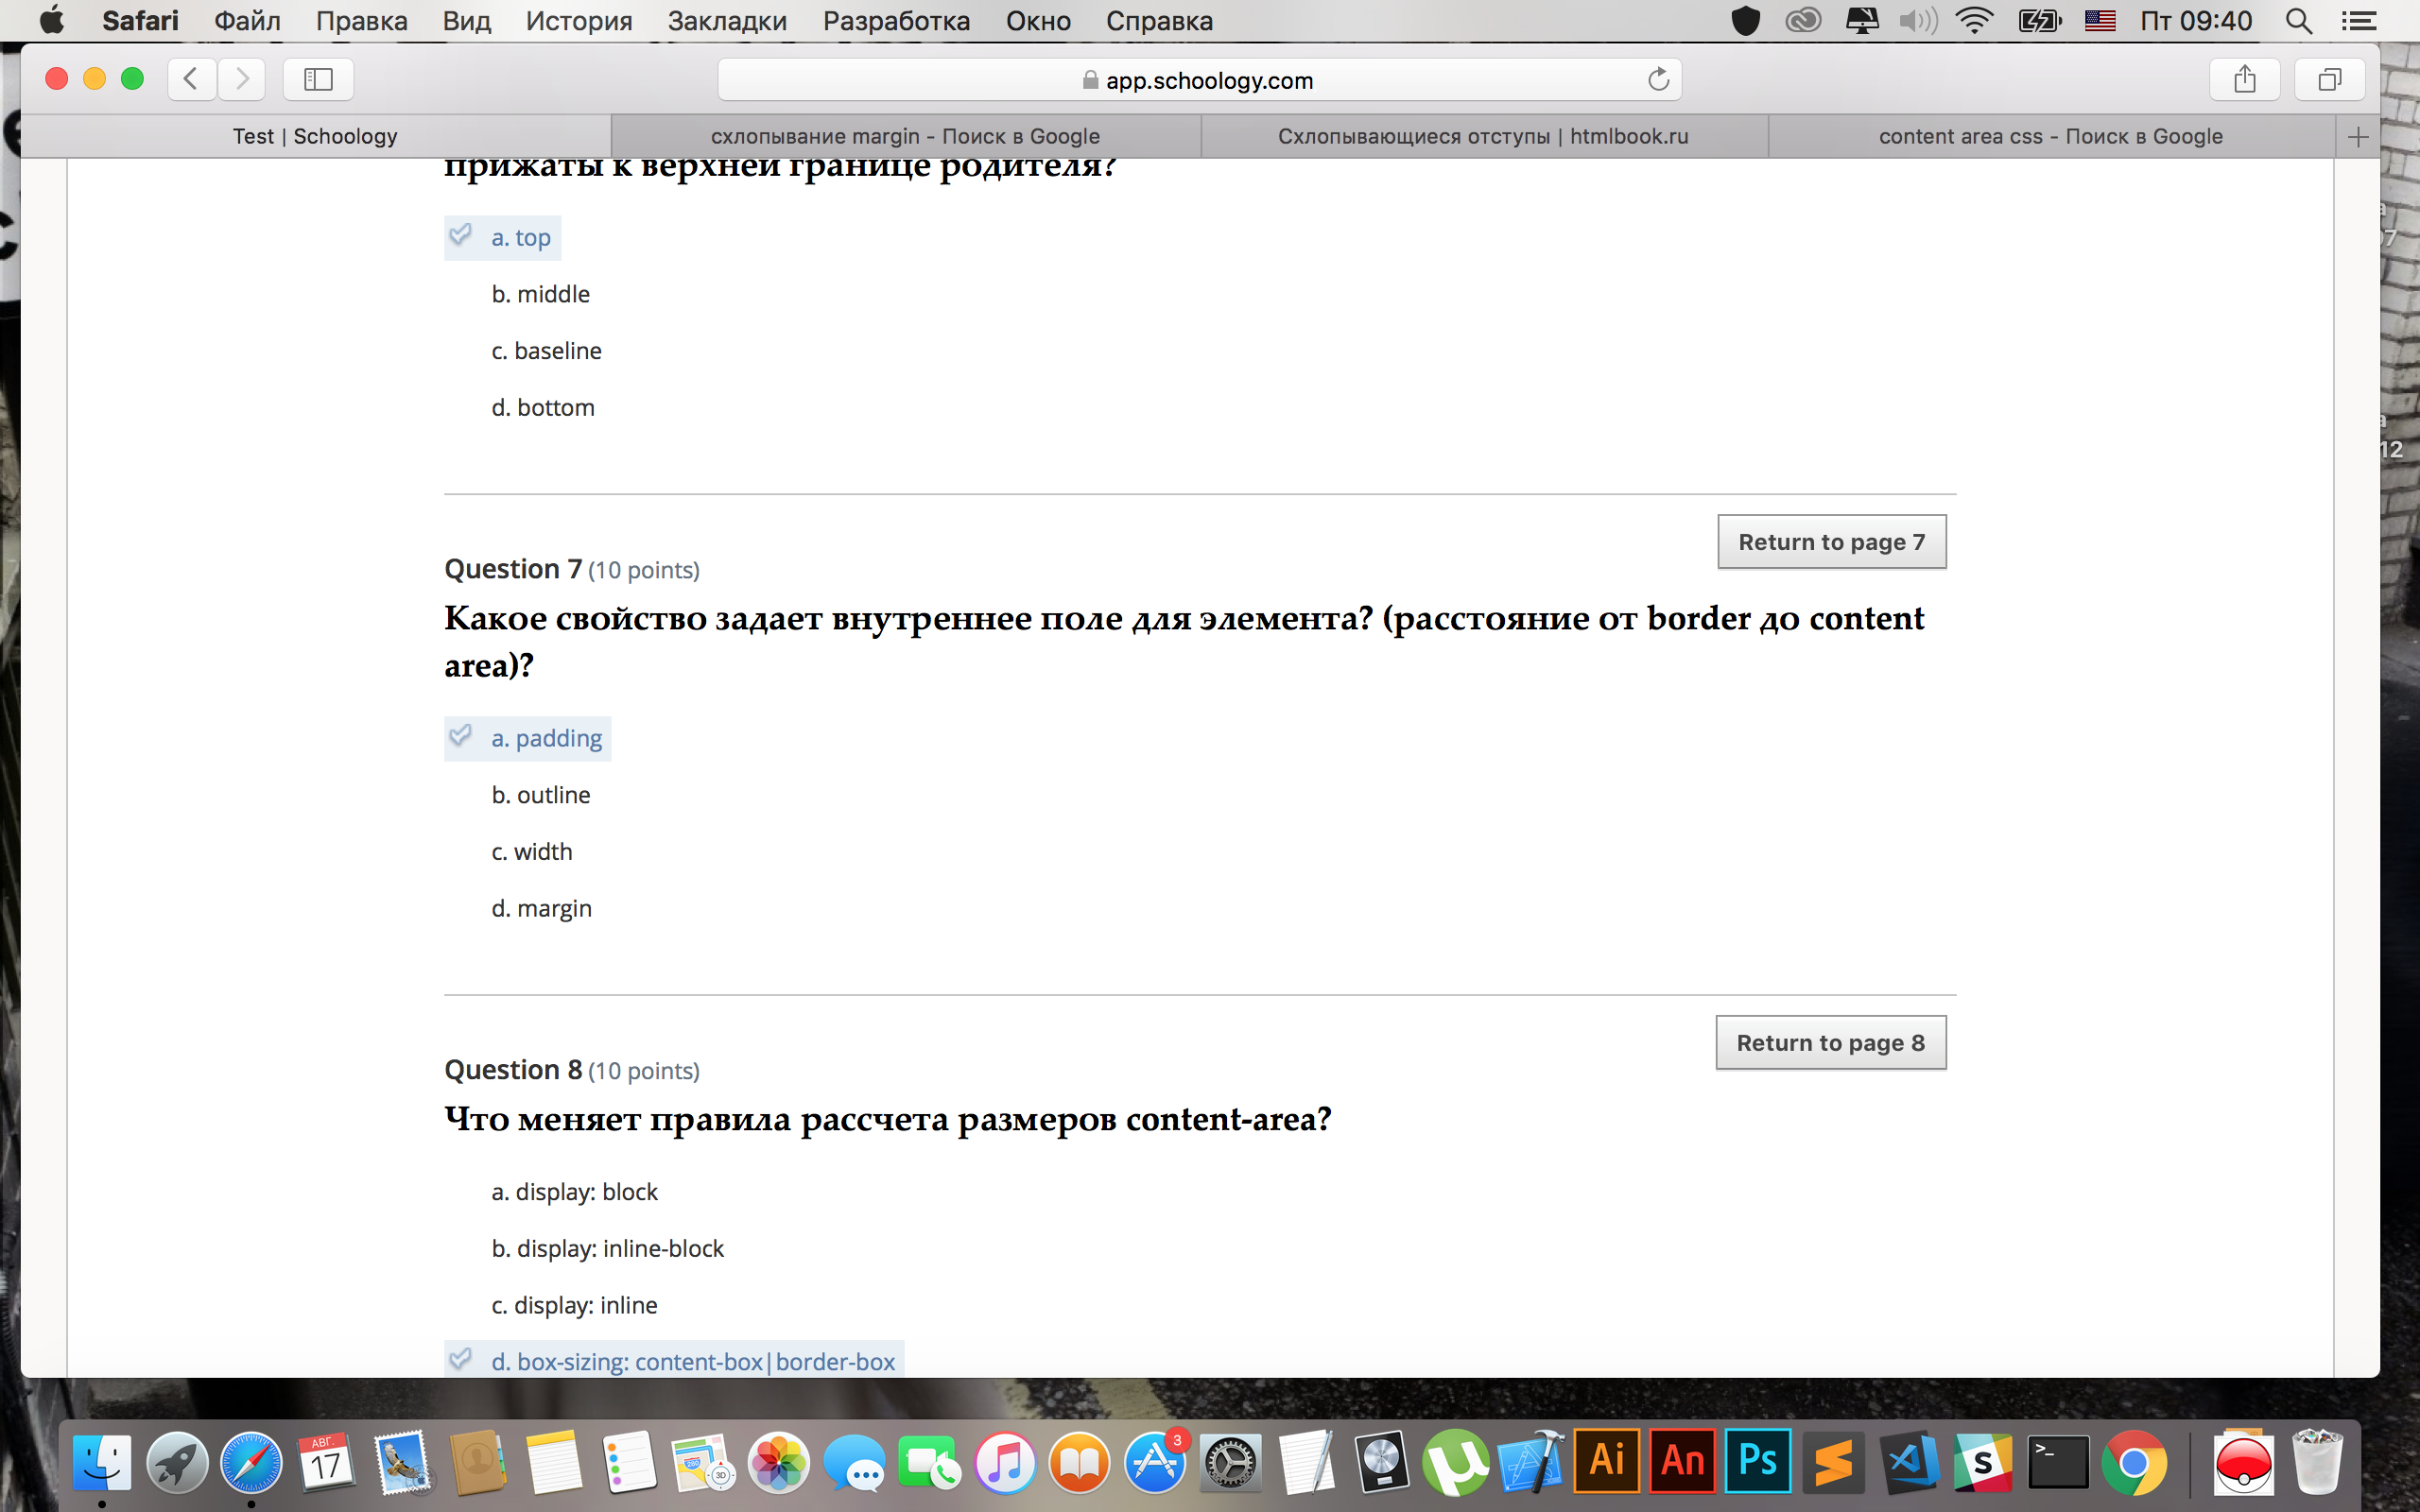 Safari Файл Правка Вид История Закладки Разработка Окно Справка Пт 09:40
app.schoology.com
Test | Schoology схлопывание margin - Поиск в Google Схлопывающиеся отступы | htmlbook.ru content area css - Поиск в Google
прижаты к верхней границе родителя?
a. top
b. middle
c. baseline
d. bottom
Return to page 7
Question 7 (10 points)
Какое свойство задает внутреннее поле для элемента? (расстояние от border до content
area)?
a. padding
b. outline
c. width
d. margin
Return to page 8
Question 8 (10 points)
Что меняет правила рассчета размеров content-area?
a. display: block
b. display: inline-block
c. display: inline
d. box-sizing: content-box|border-box
12
АВГ.
17
280
3D
3
Ai
An
Ps
S
>_